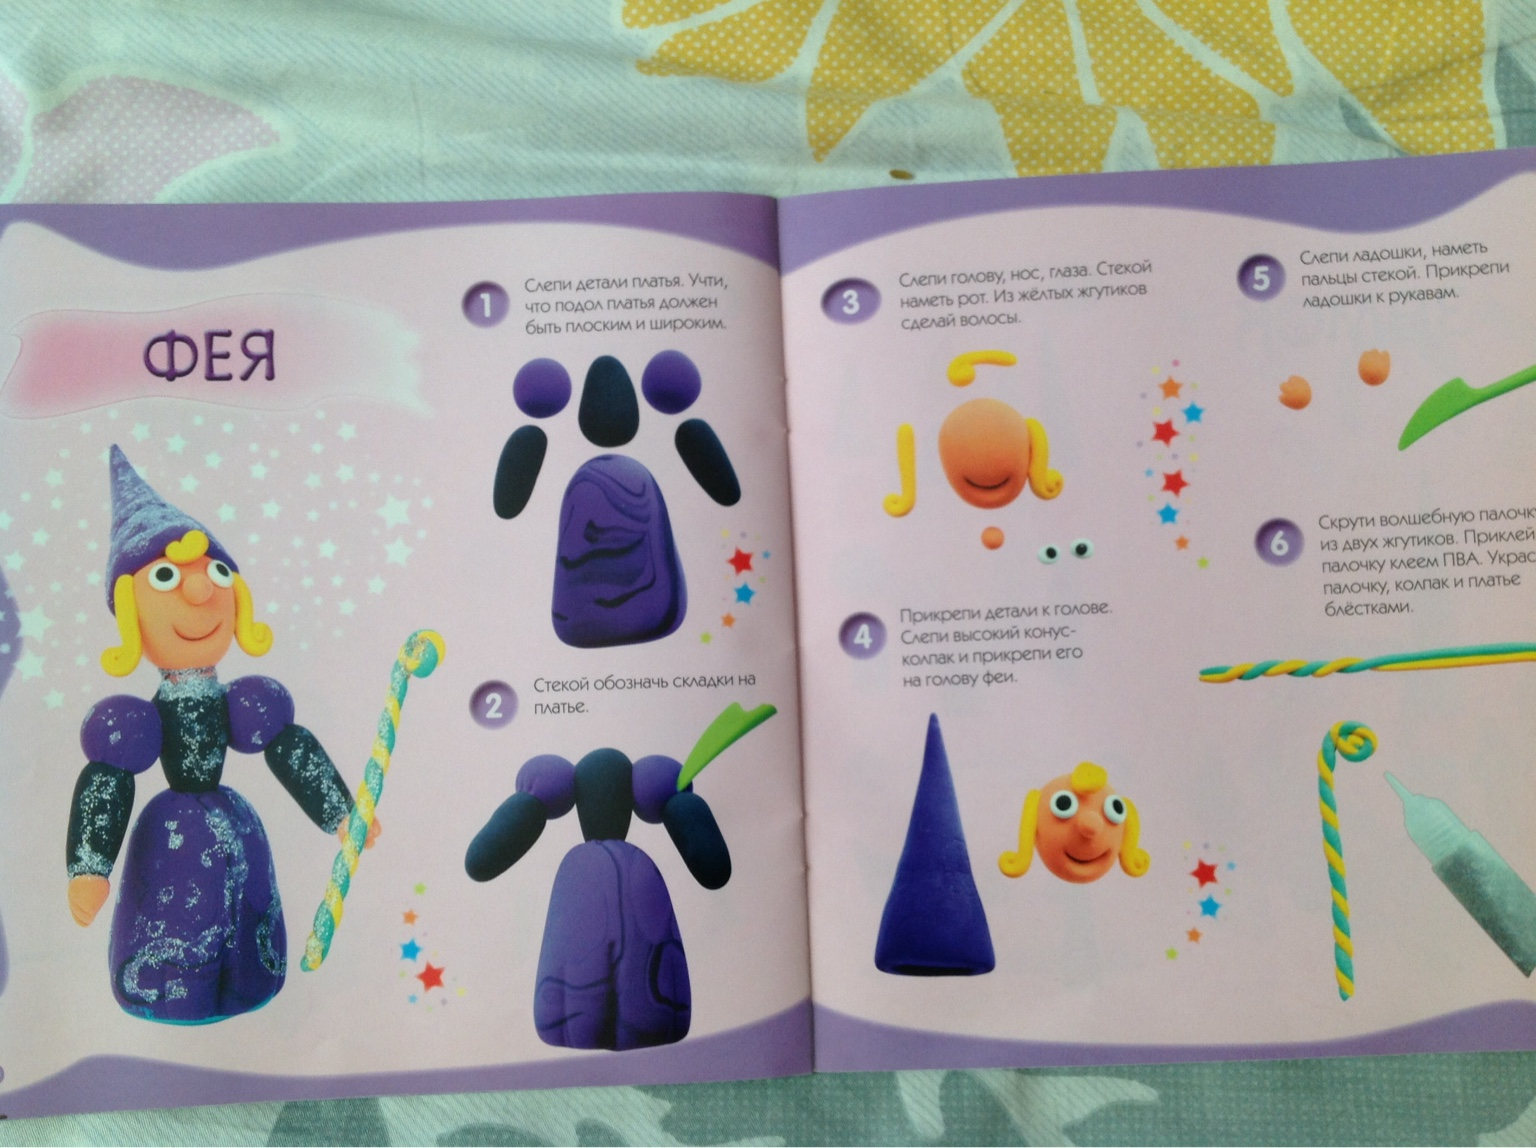 ФЕЯ
1
Слепи детали платья. Учти,
что подол платья должен
быть плоским и широким.
2
Стекой обозначь складки на
платье.
3
Слепи голову, нос, глаза. Стекой
наметь рот. Из жёлтых жгутиков
сделай волосы.
4
Прикрепи детали к голове.
Слепи высокий конус-
колпак и прикрепи его
на голову феи.
5
Слепи ладошки, наметь
пальцы стекой. Прикрепи
ладошки к рукавам.
6
Скрути волшебную палочк
из двух жгутиков. Приклей
палочку клеем ПВА. Украс
палочку, колпак и платье
блёстками.